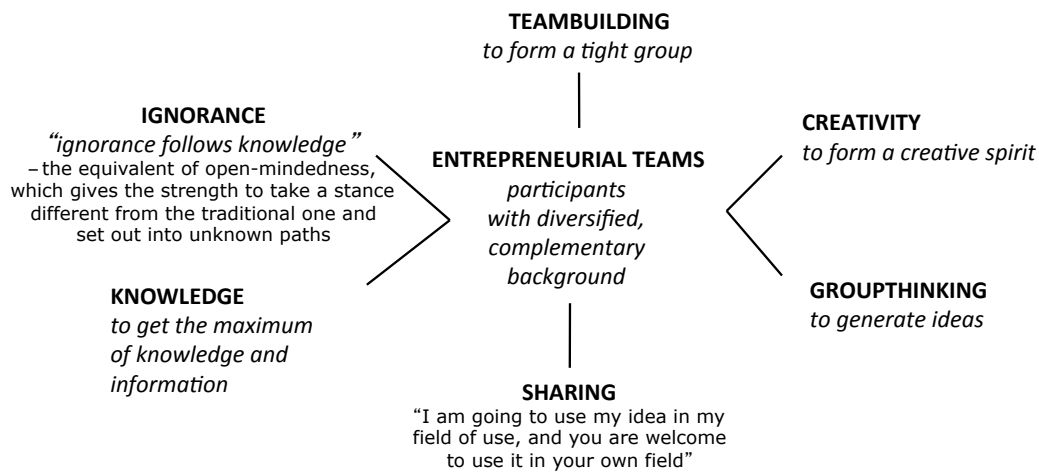 TEAMBUILDING
to form a tight group
IGNORANCE
“ignorance follows knowledge”
– the equivalent of open-mindedness,
which gives the strength to take a stance
different from the traditional one and
set out into unknown paths
CREATIVITY
to form a creative spirit
ENTREPRENEURIAL TEAMS
participants
with diversified,
complementary
background
KNOWLEDGE
to get the maximum
of knowledge and
information
GROUPTHINKING
to generate ideas
SHARING
“I am going to use my idea in my
field of use, and you are welcome
to use it in your own field”